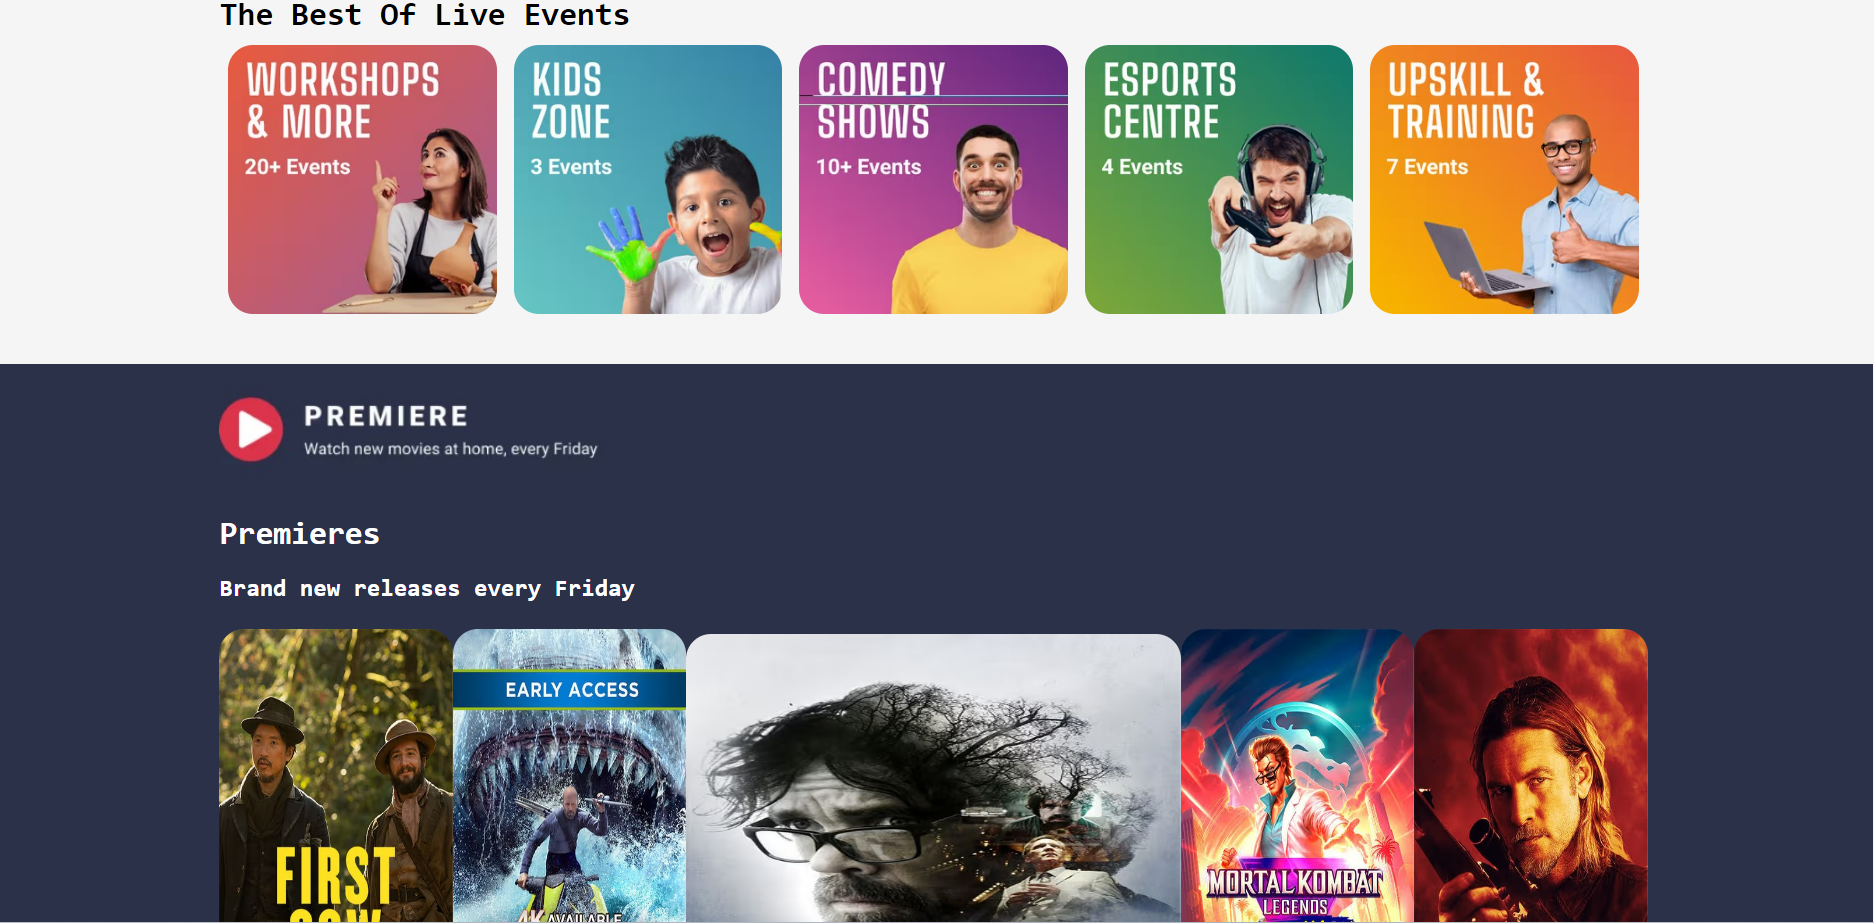 The Best Of Live Events
WORKSHOPS
& MORE
20+ Events
KIDS
ZONE
3 Events
COMEDY
SHOWS
10+ Events
ESPORTS
CENTRE
4 Events
UPSKILL &
TRAINING
7 Events
PREMIERE
Watch new movies at home, every Friday
Premieres
Brand new releases every Friday
FIRST
COW
EARLY ACCESS
4K AVAILABLE
MORTAL KOMBAT
LEGENDS